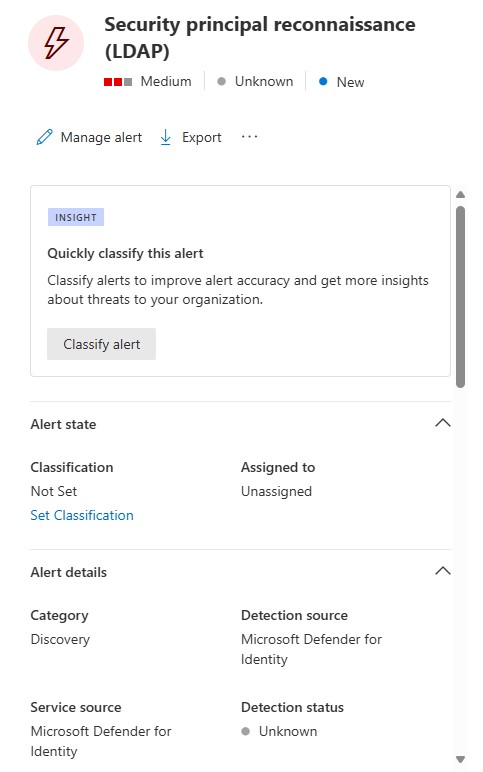 Security principal reconnaissance
(LDAP)
Medium
Unknown
New
Manage alert
Export
...
INSIGHT
Quickly classify this alert
Classify alerts to improve alert accuracy and get more insights
about threats to your organization.
Classify alert
Alert state
Classification
Assigned to
Not Set
Unassigned
Set Classification
Alert details
Category
Detection source
Discovery
Microsoft Defender for
Identity
Service source
Detection status
Microsoft Defender for
Identity
Unknown